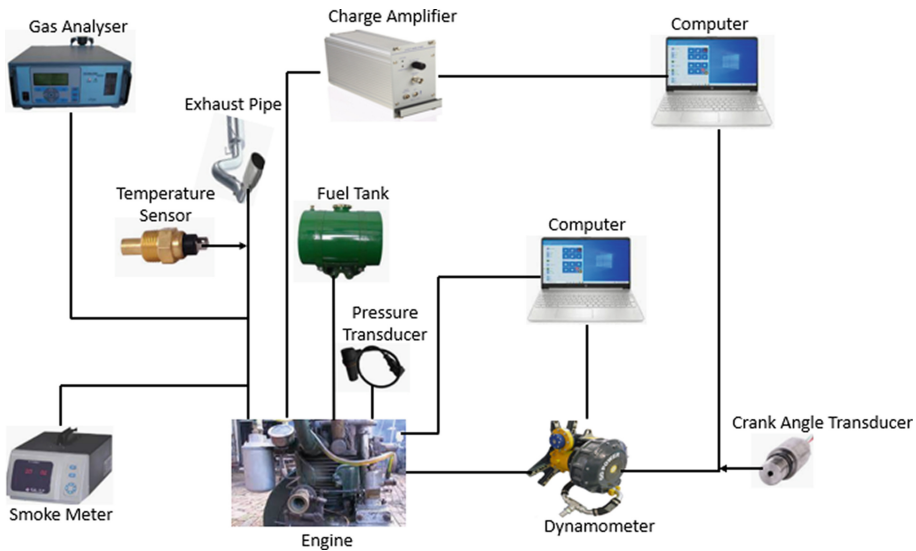 Gas Analyser
Charge Amplifier
Computer
Exhaust Pipe
Temperature
Sensor
Fuel Tank
Computer
Pressure
Transducer
Crank Angle Transducer
Smoke Meter
Engine
Dynamometer